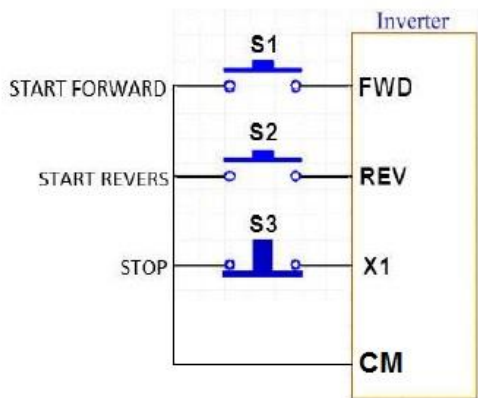 Inverter
S1
START FORWARD
FWD
S2
START REVERS
REV
S3
STOP
X1
CM